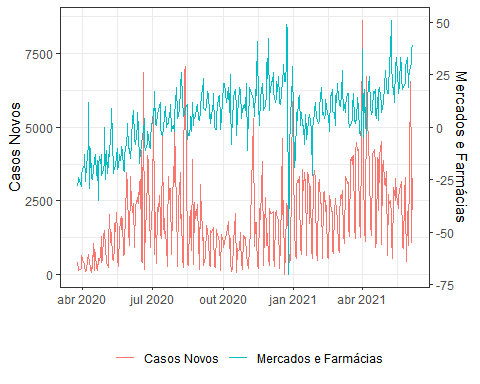 Casos Novos
7500
5000
2500
0
50
25
0
-25
-50
-75
Mercados e Farmácias
abr 2020 jul 2020 out 2020 jan 2021 abr 2021
Casos Novos Mercados e Farmácias